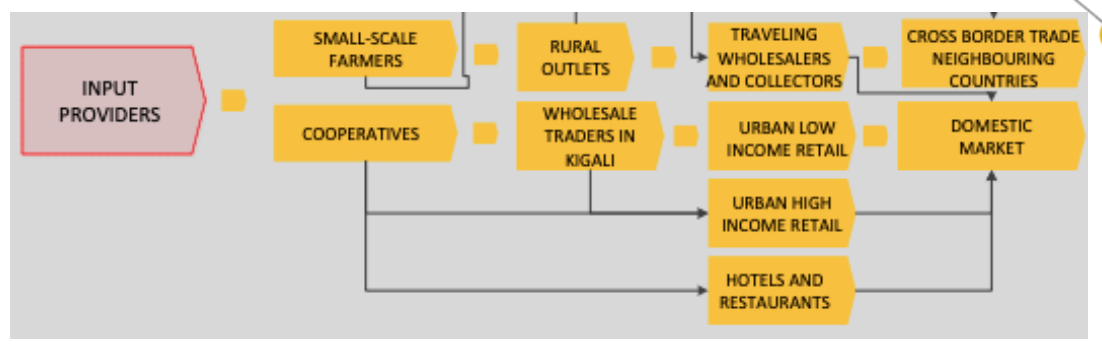 INPUT
PROVIDERS
SMALL-SCALE
FARMERS
RURAL
OUTLETS
TRAVELING
WHOLESALERS
AND COLLECTORS
CROSS BORDER TRADE
NEIGHBOURING
COUNTRIES
COOPERATIVES
WHOLESALE
TRADERS IN
KIGALI
URBAN LOW
INCOME RETAIL
DOMESTIC
MARKET
URBAN HIGH
INCOME RETAIL
HOTELS AND
RESTAURANTS